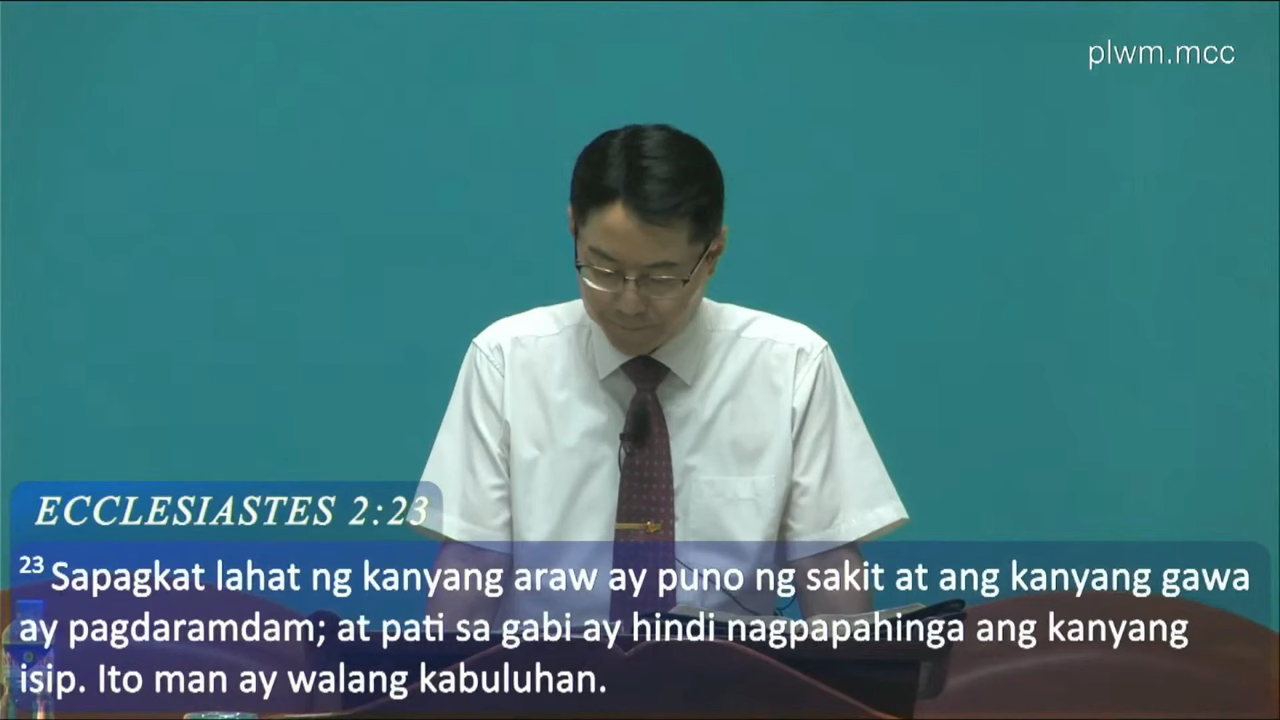 plwm.mcc
ECCLESIASTES 2:23
23 Sapagkat lahat ng kanyang araw ay puno ng sakit at ang kanyang gawa
ay pagdaramdam; at pati sa gabi ay hindi nagpapahinga ang kanyang
isip. Ito man ay walang kabuluhan.